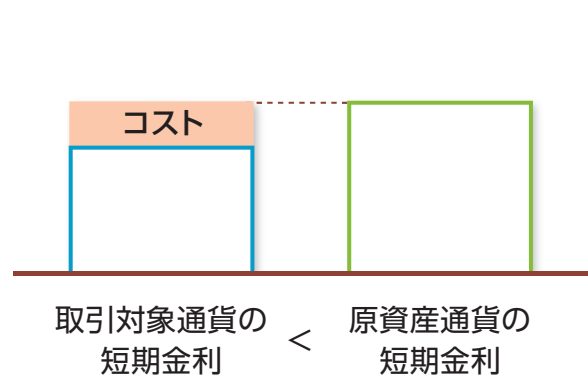 コスト
取引対象通貨の
短期金利
<
原資産通貨の
短期金利